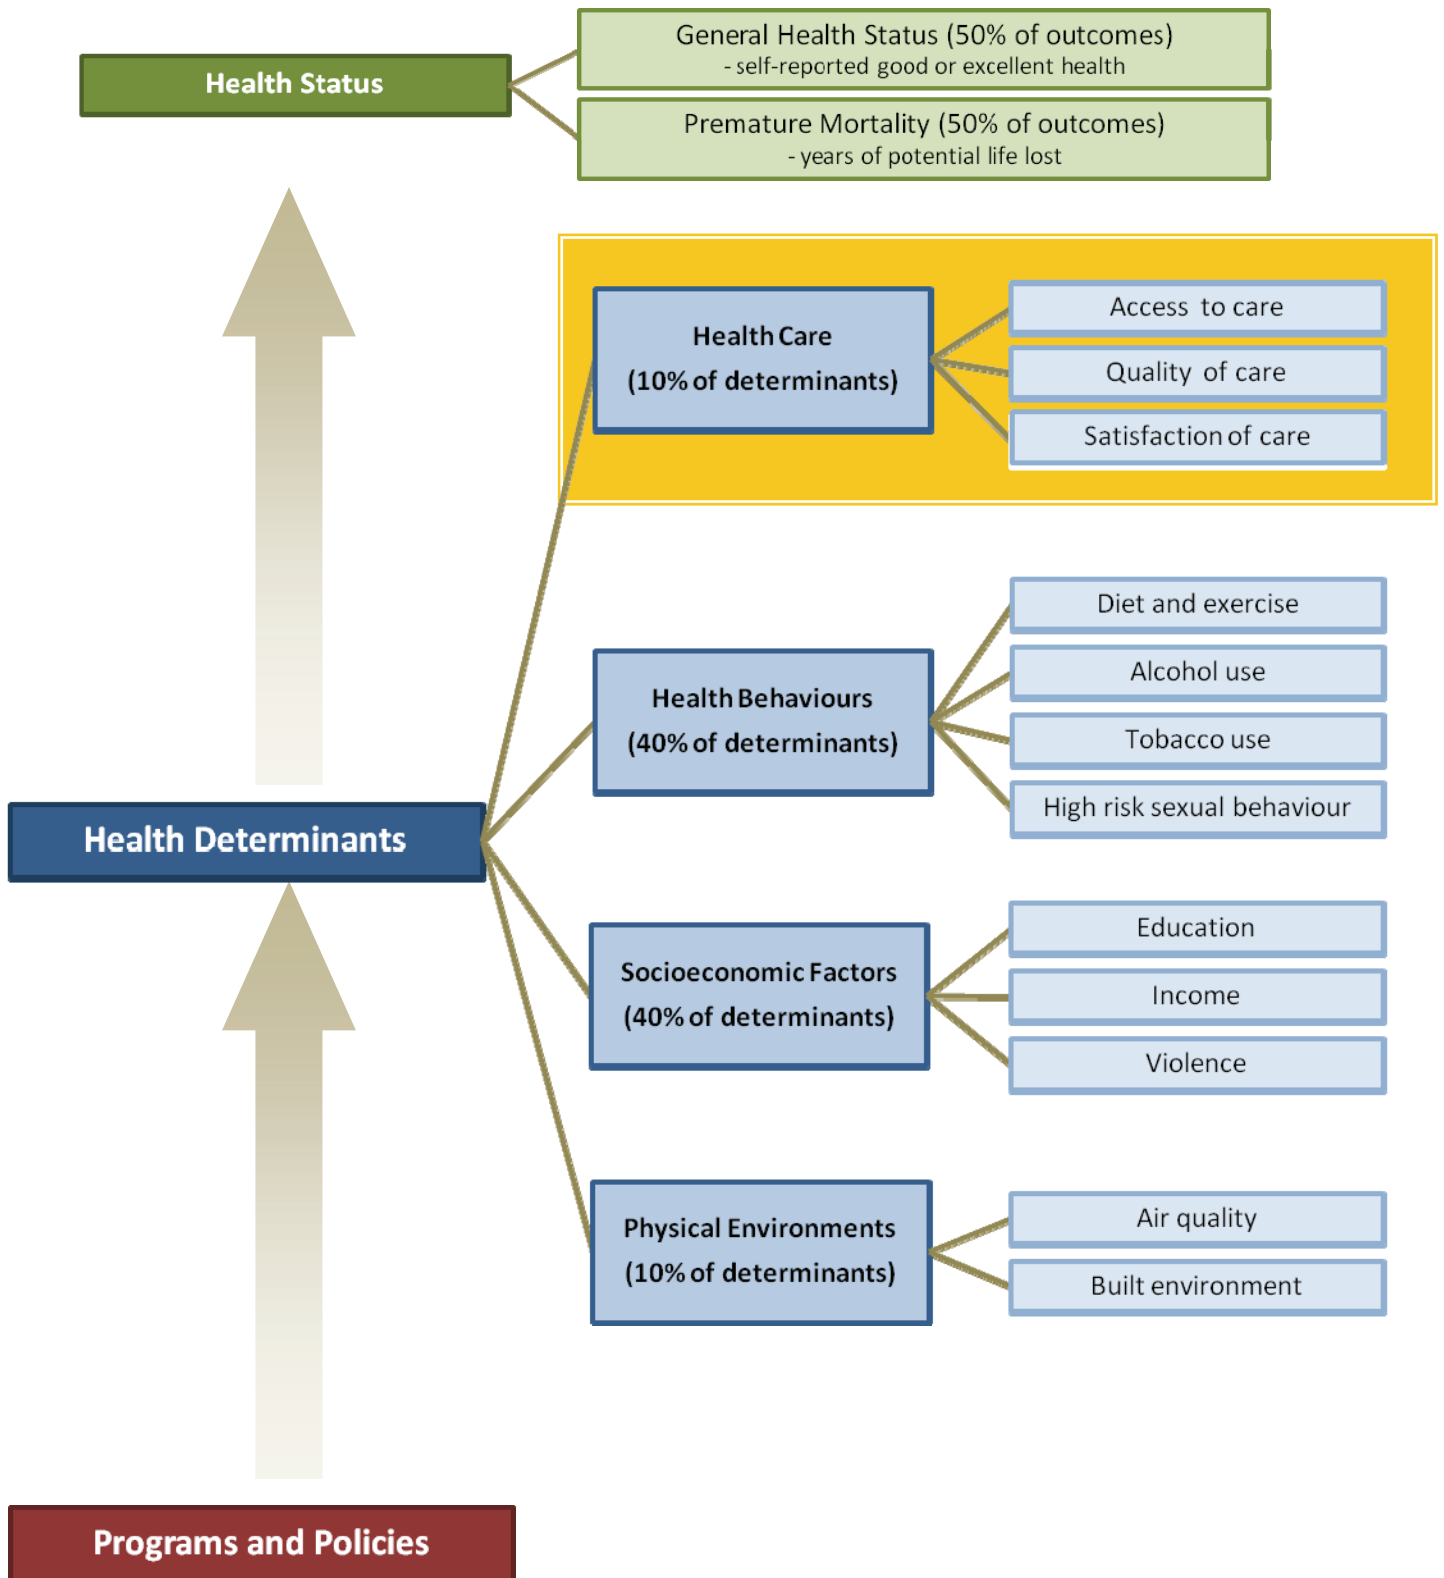 Health Status
General Health Status (50% of outcomes)
- self-reported good or excellent health
Premature Mortality (50% of outcomes)
- years of potential life lost
Health Care
(10% of determinants)
Access to care
Quality of care
Satisfaction of care
Health Behaviours
(40% of determinants)
Diet and exercise
Alcohol use
Tobacco use
High risk sexual behaviour
Health Determinants
Socioeconomic Factors
(40% of determinants)
Education
Income
Violence
Physical Environments
(10% of determinants)
Air quality
Built environment
Programs and Policies